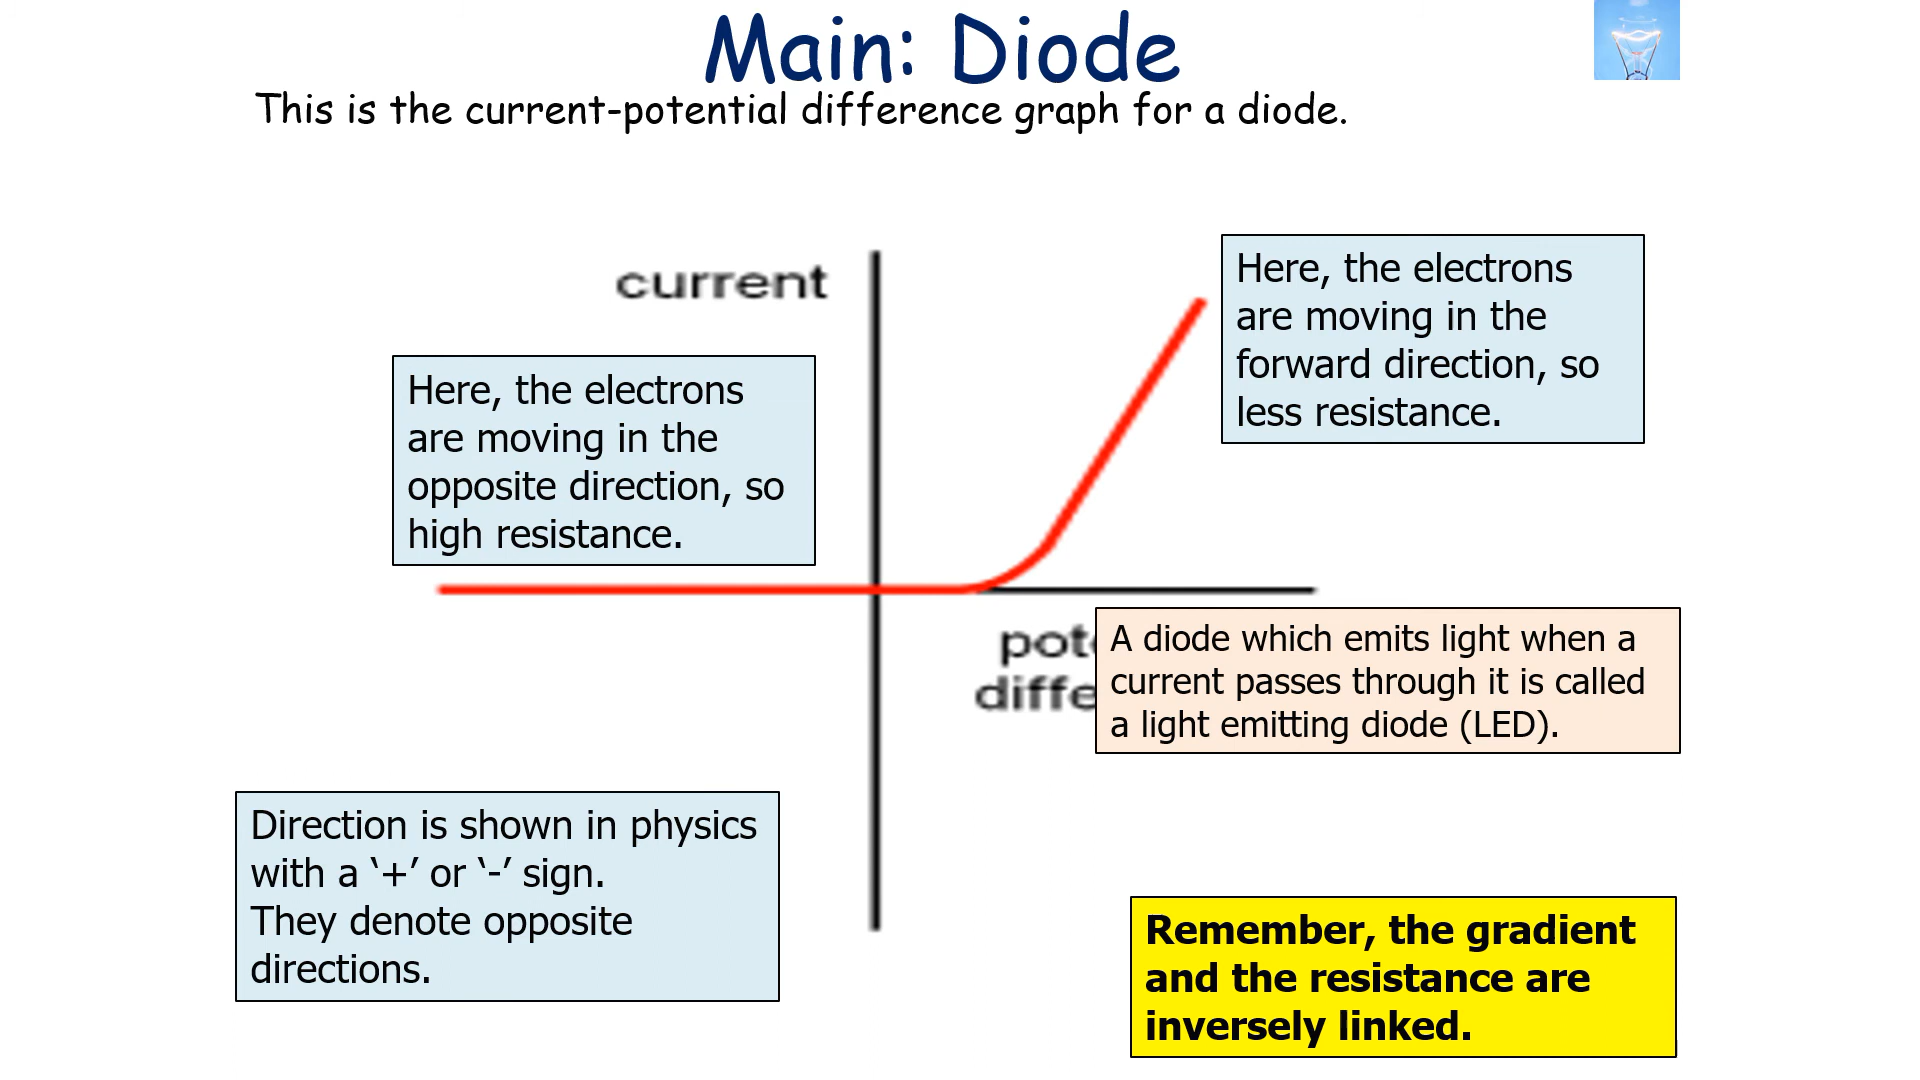 Main: Diode
This is the current-potential difference graph for a diode.
current
Here, the electrons
are moving in the
forward direction, so
less resistance.
Here, the electrons
are moving in the
opposite direction, so
high resistance.
A diode which emits light when a
current passes through it is called
a light emitting diode (LED).
Direction is shown in physics
with a ‘+’ or ‘-’ sign.
They denote opposite
directions.
Remember, the gradient
and the resistance are
inversely linked.